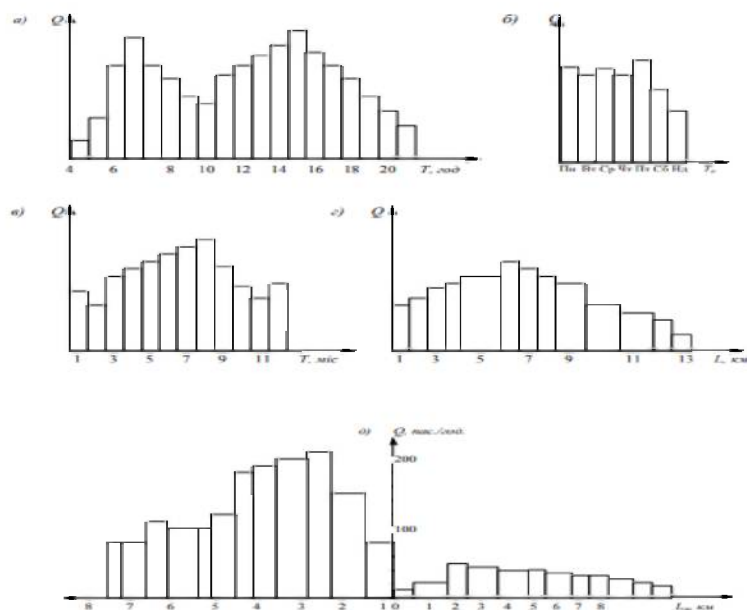 а) Q
4 6 8 10 12 14 16 18 20 Т, год
б) Q
Пн Вт Ср Чт Пт Сб Нд Т,
в) Q
1 3 5 7 9 11 Т, міс
г) Q
1 3 5 7 9 11 13 L, км
д) Q, пас./год.
200
100
8 7 6 5 4 3 2 1 0 1 2 3 4 5 6 7 8 L, км